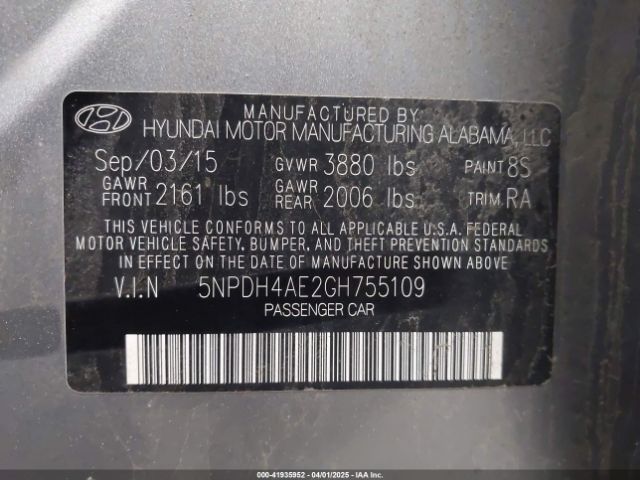 MANUFACTURED BY
HYUNDAI MOTOR MANUFACTURING ALABAMA, LLC
Sep/03/15 GVWR 3880 lbs PAINT 8S
GAWR FRONT 2161 lbs GAWR REAR 2006 lbs TRIM RA
THIS VEHICLE CONFORMS TO ALL APPLICABLE U.S.A. FEDERAL
MOTOR VEHICLE SAFETY, BUMPER, AND THEFT PREVENTION STANDARDS
IN EFFECT ON THE DATE OF MANUFACTURE SHOWN ABOVE
V.I.N 5NPDH4AE2GH755109
PASSENGER CAR
000-41935952 | 04/01/2025 - IAA Inc.